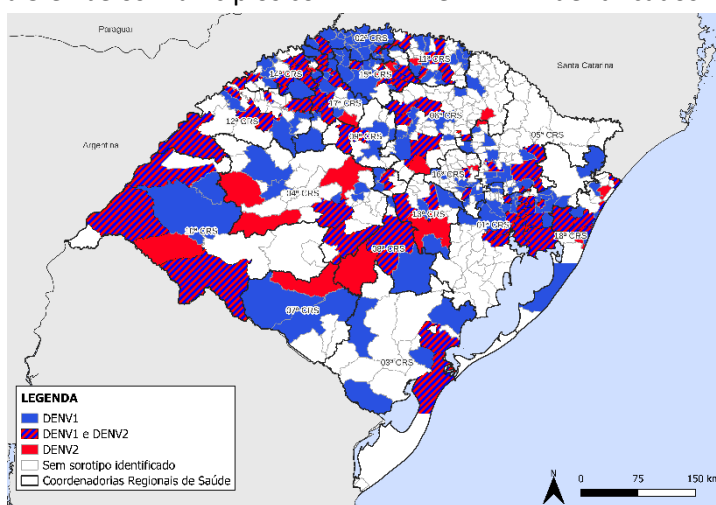 Paraguai
Santa Catarina
Argentina
02ª CRS
11ª CRS
14ª CRS
15ª CRS
17ª CRS
12ª CRS
06ª CRS
05ª CRS
09ª CRS
04ª CRS
16ª CRS
10ª CRS
13ª CRS
01ª CRS
18ª CRS
08ª CRS
07ª CRS
03ª CRS
LEGENDA
DENV1
DENV1 e DENV2
DENV2
Sem sorotipo identificado
Coordenadorias Regionais de Saúde
N
0 75 150 km